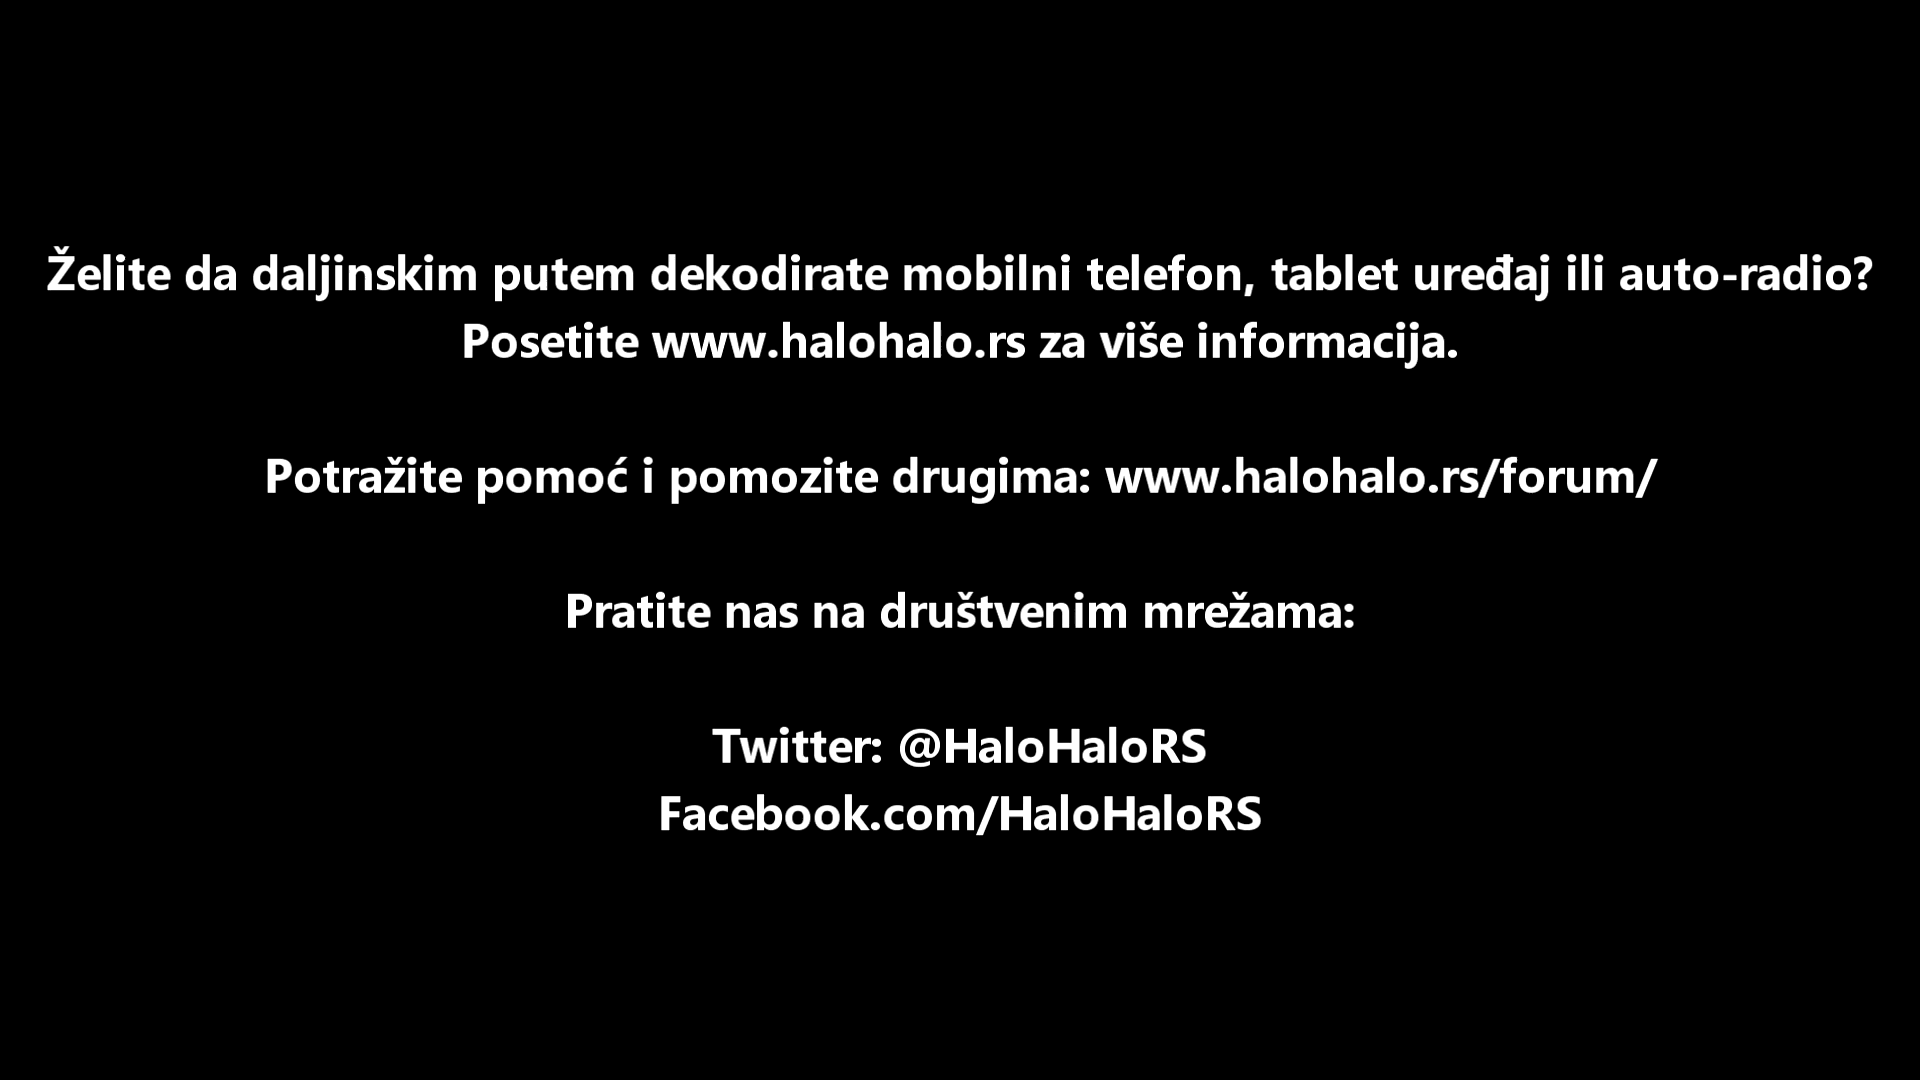 Želite da daljinskim putem dekodirate mobilni telefon, tablet uređaj ili auto-radio?
Posetite www.halohalo.rs za više informacija.
Potražite pomoć i pomozite drugima: www.halohalo.rs/forum/
Pratite nas na društvenim mrežama:
Twitter: @HaloHaloRS
Facebook.com/HaloHaloRS